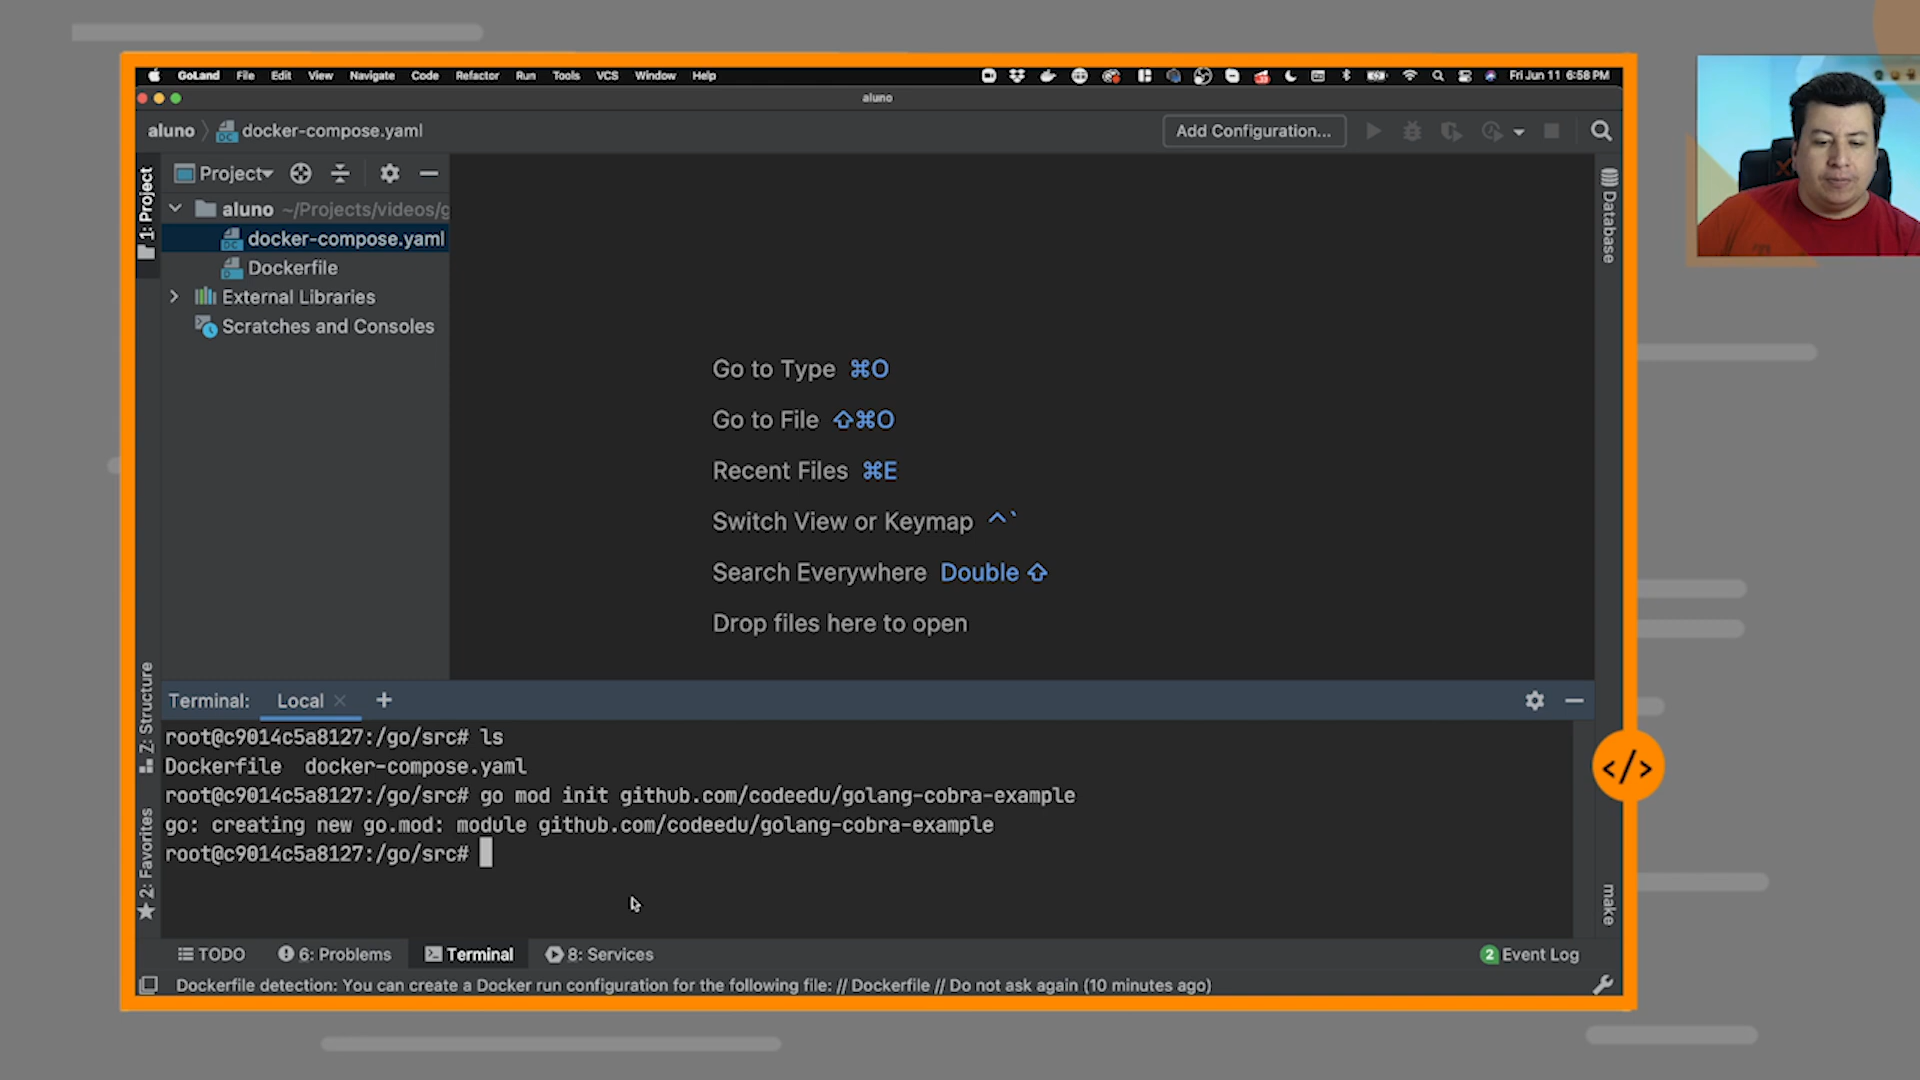 GoLand File Edit View Navigate Code Refactor Run Tools VCS Window Help Fri Jun 11 6:58 PM
aluno
aluno docker-compose.yaml Add Configuration...
1: Project
Project
aluno ~/Projects/videos/g
docker-compose.yaml
Dockerfile
External Libraries
Scratches and Consoles
Database
Go to Type ⌘O
Go to File ⇧⌘O
Recent Files ⌘E
Switch View or Keymap ^`
Search Everywhere Double ⇧
Drop files here to open
Z: Structure
2: Favorites
Terminal: Local
root@c9014c5a8127:/go/src# ls
Dockerfile docker-compose.yaml
root@c9014c5a8127:/go/src# go mod init github.com/codeedu/golang-cobra-example
go: creating new go.mod: module github.com/codeedu/golang-cobra-example
root@c9014c5a8127:/go/src#
make
</>
TODO 6: Problems Terminal 8: Services 2 Event Log
Dockerfile detection: You can create a Docker run configuration for the following file: // Dockerfile // Do not ask again (10 minutes ago)